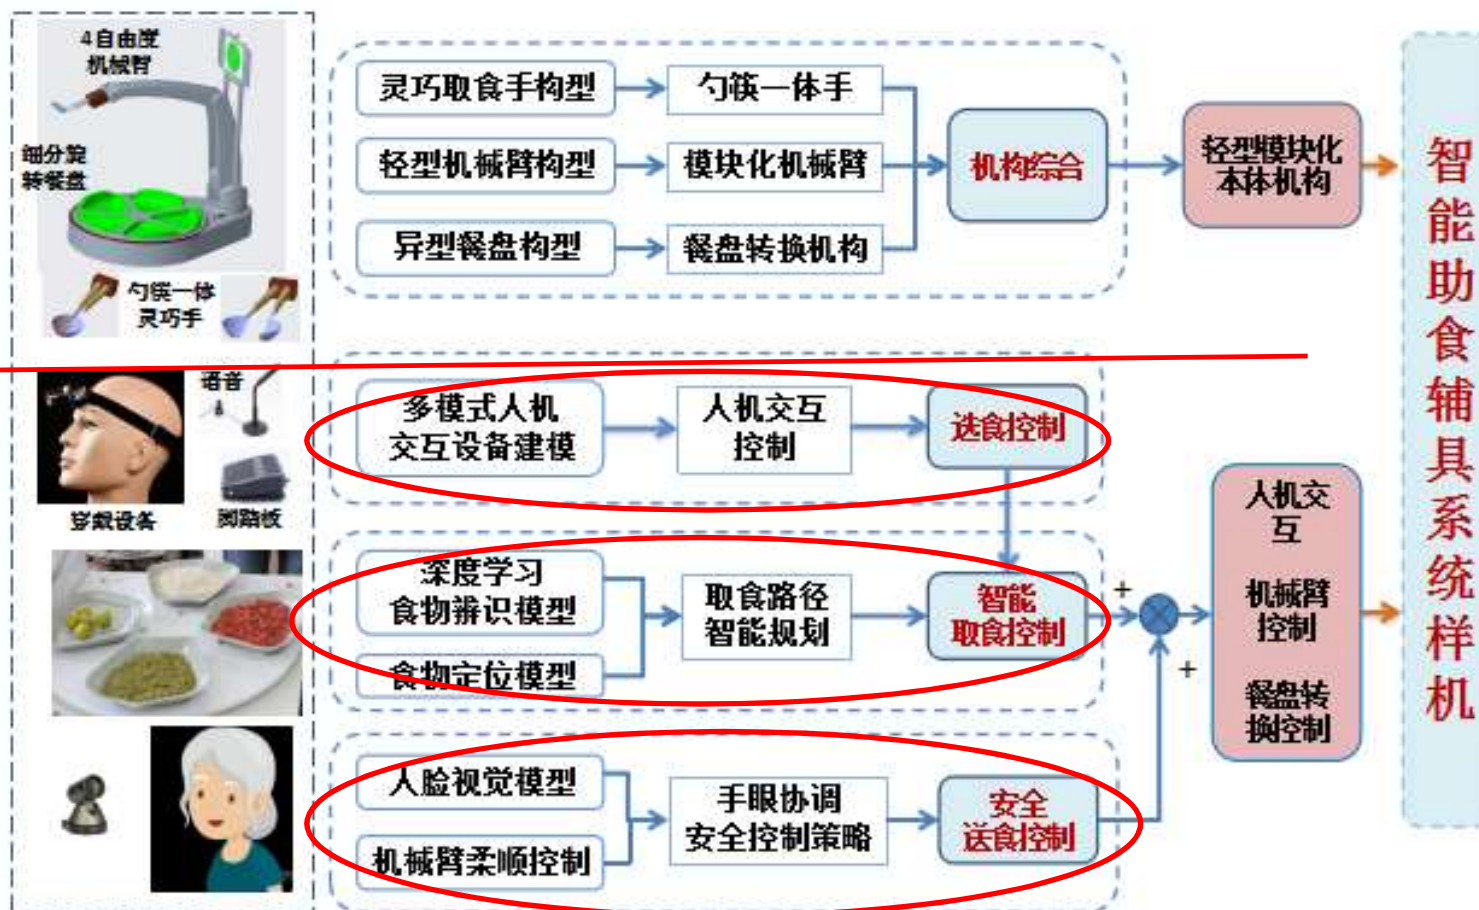 4自由度
机械臂
细分旋
转餐盘
勺筷一体
灵巧手
灵巧取食手构型
勺筷一体手
轻型机械臂构型
模块化机械臂
异型餐盘构型
餐盘转换机构
机构综合
轻型模块化
本体机构
语音
穿戴设备
脚踏板
多模式人机
交互设备建模
人机交互
控制
选食控制
深度学习
食物辨识模型
食物定位模型
取食路径
智能规划
智能
取食控制
人脸视觉模型
机械臂柔顺控制
手眼协调
安全控制策略
安全
送食控制
+
+
人机交
互
机械臂
控制
餐盘转
换控制
智能助食辅具系统样机